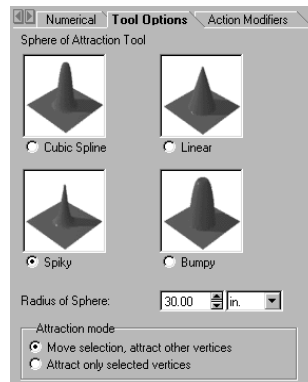 Numerical Tool Options Action Modifiers
Sphere of Attraction Tool
Cubic Spline Linear
Spiky Bumpy
Radius of Sphere: 30.00 in.
Attraction mode
Move selection, attract other vertices
Attract only selected vertices